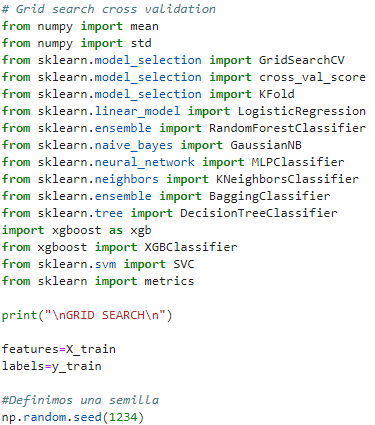 # Grid search cross validation
from numpy import mean
from numpy import std
from sklearn.model_selection import GridSearchCV
from sklearn.model_selection import cross_val_score
from sklearn.model_selection import KFold
from sklearn.linear_model import LogisticRegression
from sklearn.ensemble import RandomForestClassifier
from sklearn.naive_bayes import GaussianNB
from sklearn.neural_network import MLPClassifier
from sklearn.neighbors import KNeighborsClassifier
from sklearn.ensemble import BaggingClassifier
from sklearn.tree import DecisionTreeClassifier
import xgboost as xgb
from xgboost import XGBClassifier
from sklearn.svm import SVC
from sklearn import metrics
print("\nGRID SEARCH\n")
features=X_train
labels=y_train
#Definimos una semilla
np.random.seed(1234)